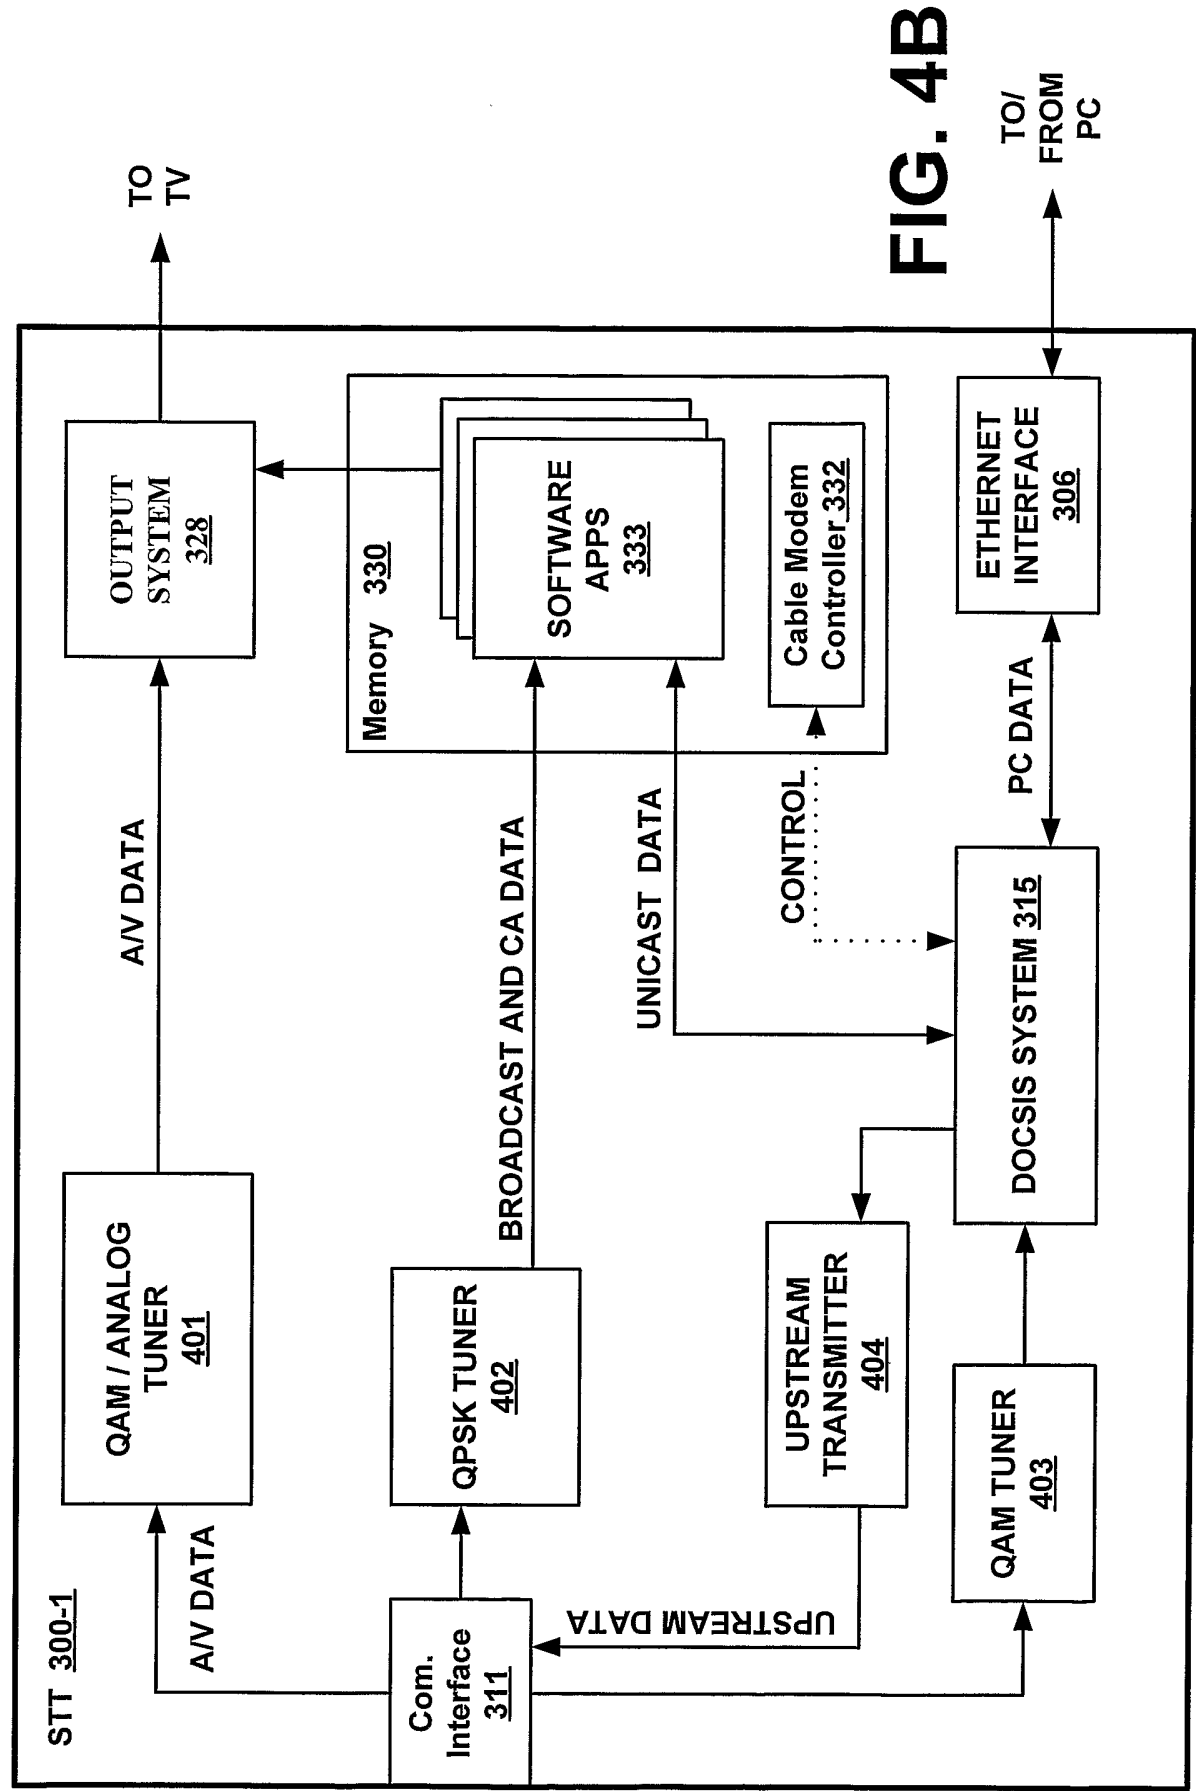 STT 300-1
A/V DATA
QAM / ANALOG
TUNER
401
A/V DATA
OUTPUT
SYSTEM
328
TO
TV
Com.
Interface
311
QPSK TUNER
402
BROADCAST AND CA DATA
Memory 330
SOFTWARE
APPS
333
UNICAST DATA
Cable Modem
Controller 332
CONTROL
UPSTREAM DATA
UPSTREAM
TRANSMITTER
404
QAM TUNER
403
DOCSIS SYSTEM 315
PC DATA
ETHERNET
INTERFACE
306
TO/
FROM
PC
FIG. 4B